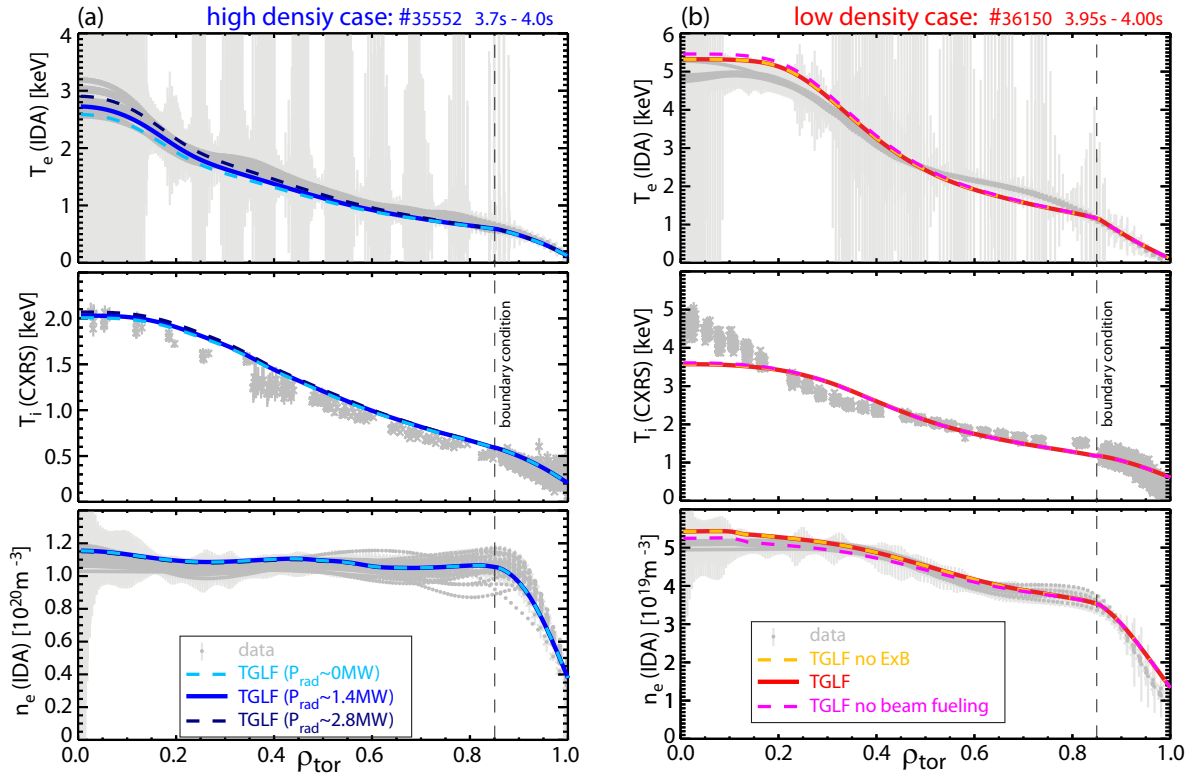 (a) high densiy case: #35552 3.7s - 4.0s
4
3
2
1
0
T_e (IDA) [keV]
2.0
1.5
1.0
0.5
0
T_i (CXRS) [keV]
boundary condition
1.2
1.0
0.8
0.6
0.4
0.2
0.0
n_e (IDA) [10^20 m^-3]
data
TGLF (P_rad~0MW)
TGLF (P_rad~1.4MW)
TGLF (P_rad~2.8MW)
0.0 0.2 0.4 0.6 0.8 1.0
ρ_tor
(b) low density case: #36150 3.95s - 4.00s
6
5
4
3
2
1
0
T_e (IDA) [keV]
5
4
3
2
1
0
T_i (CXRS) [keV]
boundary condition
5
4
3
2
1
0
n_e (IDA) [10^19 m^-3]
data
TGLF no ExB
TGLF
TGLF no beam fueling
0.0 0.2 0.4 0.6 0.8 1.0
ρ_tor